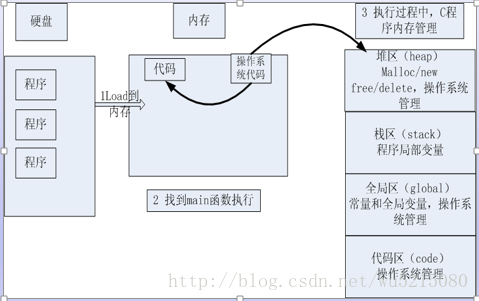 硬盘
内存
3 执行过程中，C程
序内存管理
程序
程序
程序
1Load到
内存
代码
操作系
统代码
2 找到main函数执行
堆区（heap）
Malloc/new
free/delete，操作系统
管理
栈区（stack）
程序局部变量
全局区（global）
常量和全局变量，操作系
统管理
代码区（code）
操作系统管理
http://blog.csdn.net/wu5215080